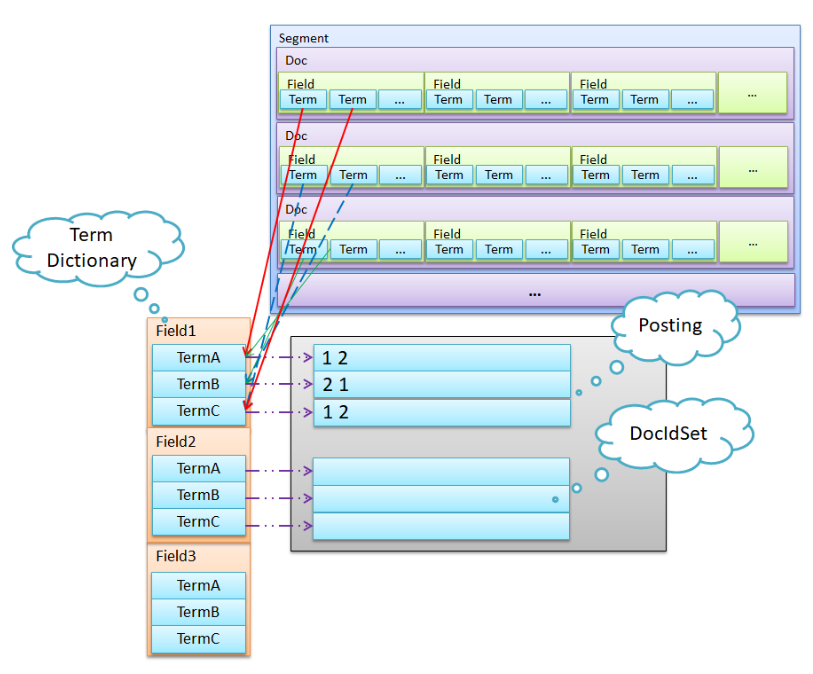 Segment
Doc
Field Field Field
Term Term ... Term Term ... Term Term ... ...
Doc
Field Field Field
Term Term ... Term Term ... Term Term ... ...
Doc
Field Field Field
Term Term ... Term Term ... Term Term ... ...
...
Term
Dictionary
Posting
Field1
TermA 1 2
TermB 2 1
TermC 1 2
DocIdSet
Field2
TermA
TermB
TermC
Field3
TermA
TermB
TermC